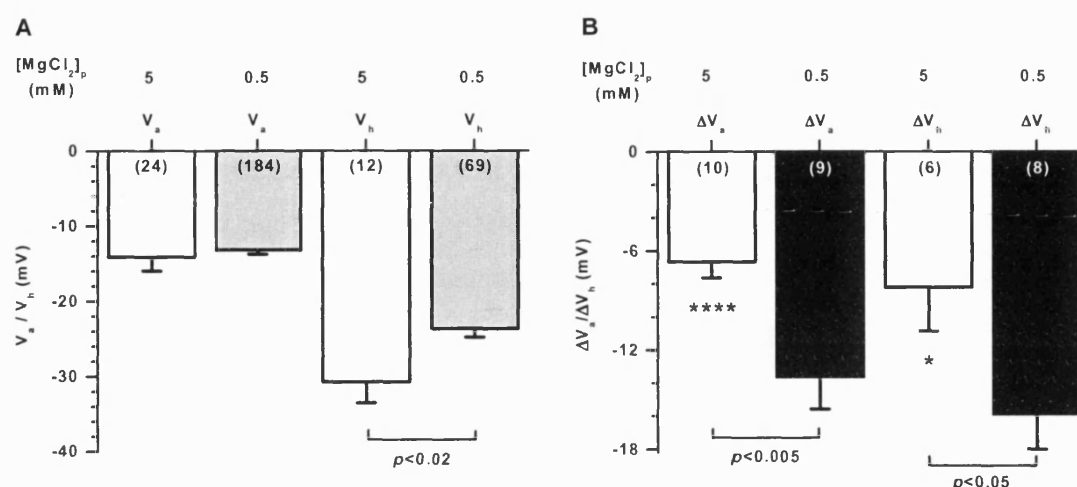 A
[MgCl₂]ₚ
(mM)
5 0.5 5 0.5
Vₐ Vₐ Vₕ Vₕ
0
-10
-20
-30
-40
Vₐ / Vₕ (mV)
(24) (184) (12) (69)
p<0.02
B
[MgCl₂]ₚ
(mM)
5 0.5 5 0.5
ΔVₐ ΔVₐ ΔVₕ ΔVₕ
0
-6
-12
-18
ΔVₐ/ΔVₕ (mV)
(10) (9) (6) (8)
**** *
p<0.005
p<0.05